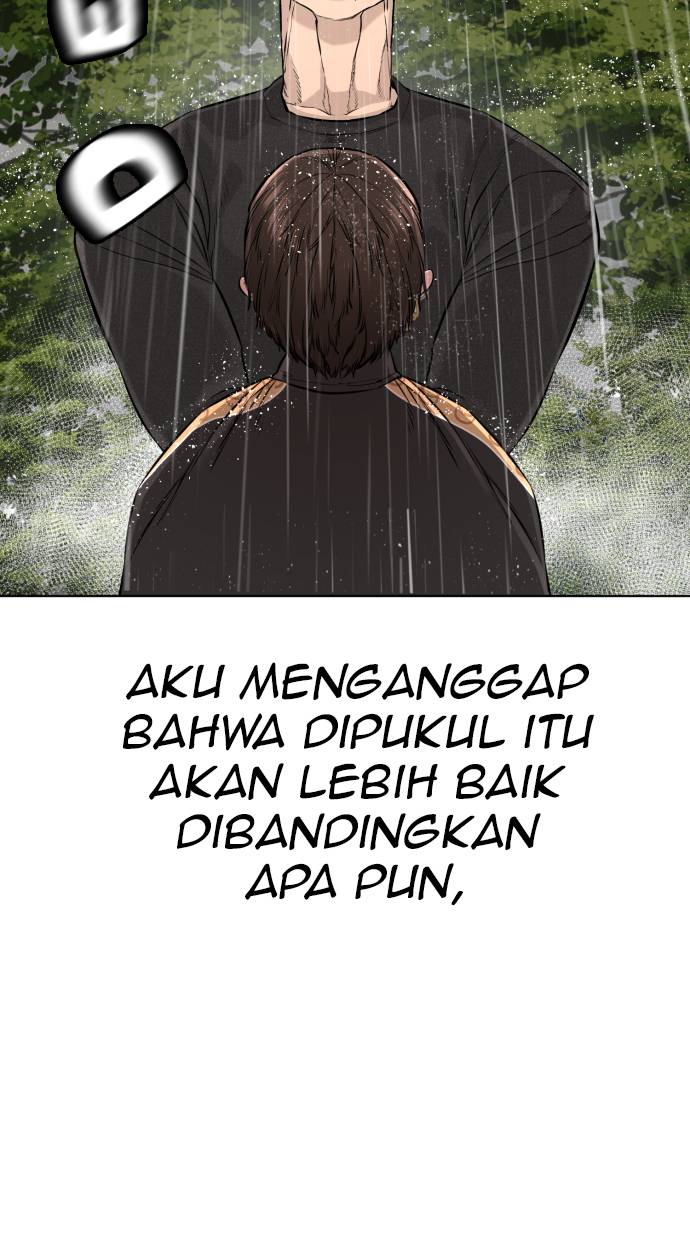 AKU MENGANGGAP
BAHWA DIPUKUL ITU
AKAN LEBIH BAIK
DIBANDINGKAN
APA PUN,